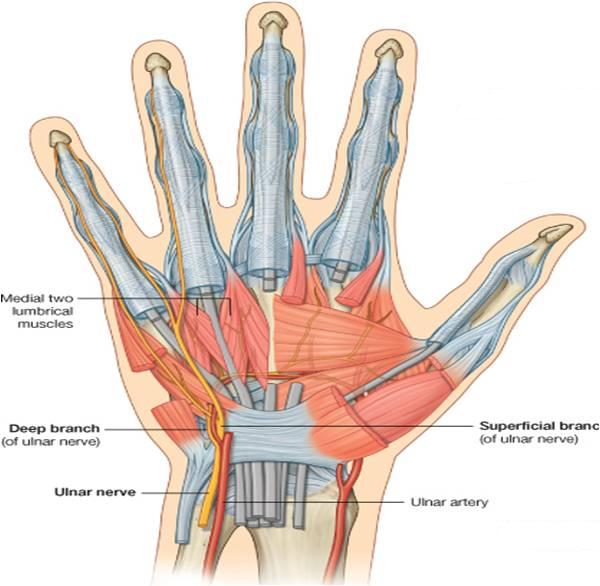 Medial two
lumbrical
muscles
Deep branch
(of ulnar nerve)
Superficial branc
(of ulnar nerve)
Ulnar nerve
Ulnar artery